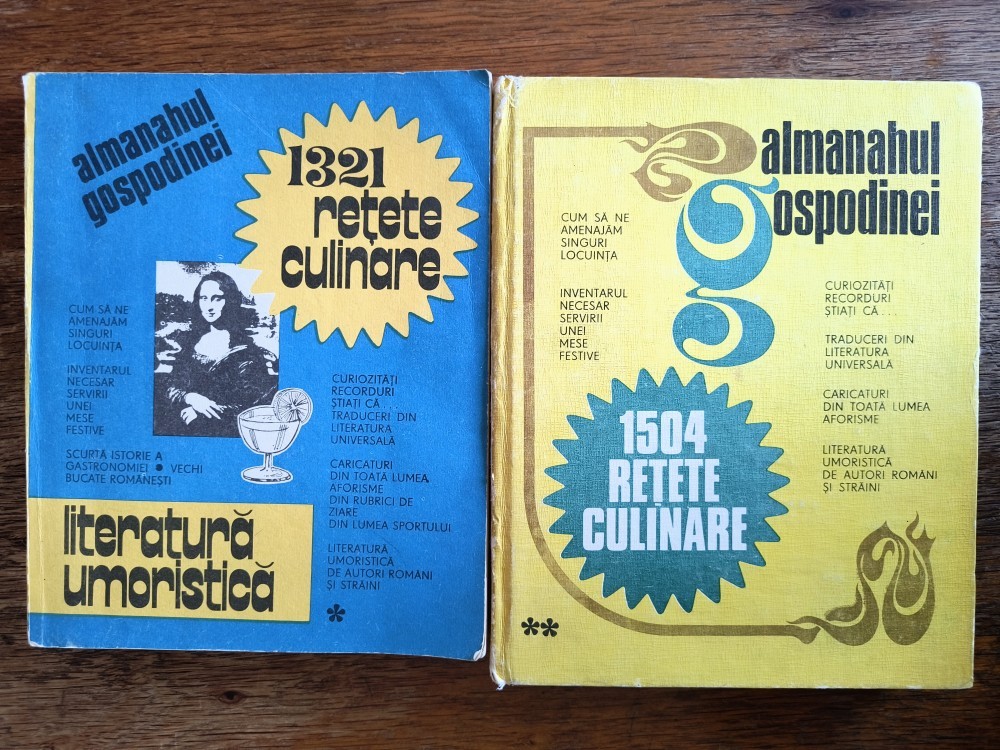 almanahul
gospodinei
1321
rețete
culinare
CUM SĂ NE
AMENAJĂM
SINGURI
LOCUINȚA
INVENTARUL
NECESAR
SERVIRII
UNEI
MESE
FESTIVE
SCURTĂ ISTORIE A
GASTRONOMIEI ● VECHI
BUCATE ROMÂNEȘTI
CURIOZITĂȚI
RECORDURI
ȘTIAȚI CĂ...
TRADUCERI DIN
LITERATURA
UNIVERSALĂ
CARICATURI
DIN TOATĂ LUMEA
AFORISME
DIN RUBRICI DE
ZIARE
DIN LUMEA SPORTULUI
LITERATURĂ
UMORISTICĂ
DE AUTORI ROMÂNI
ȘI STRĂINI
literatură
umoristică
*
almanahul
gospodinei
CUM SĂ NE
AMENAJĂM
SINGURI
LOCUINȚA
INVENTARUL
NECESAR
SERVIRII
UNEI
MESE
FESTIVE
CURIOZITĂȚI
RECORDURI
ȘTIAȚI CĂ...
TRADUCERI DIN
LITERATURA
UNIVERSALĂ
CARICATURI
DIN TOATĂ LUMEA
AFORISME
LITERATURĂ
UMORISTICĂ
DE AUTORI ROMÂNI
ȘI STRĂINI
1504
REȚETE
CULINARE
**